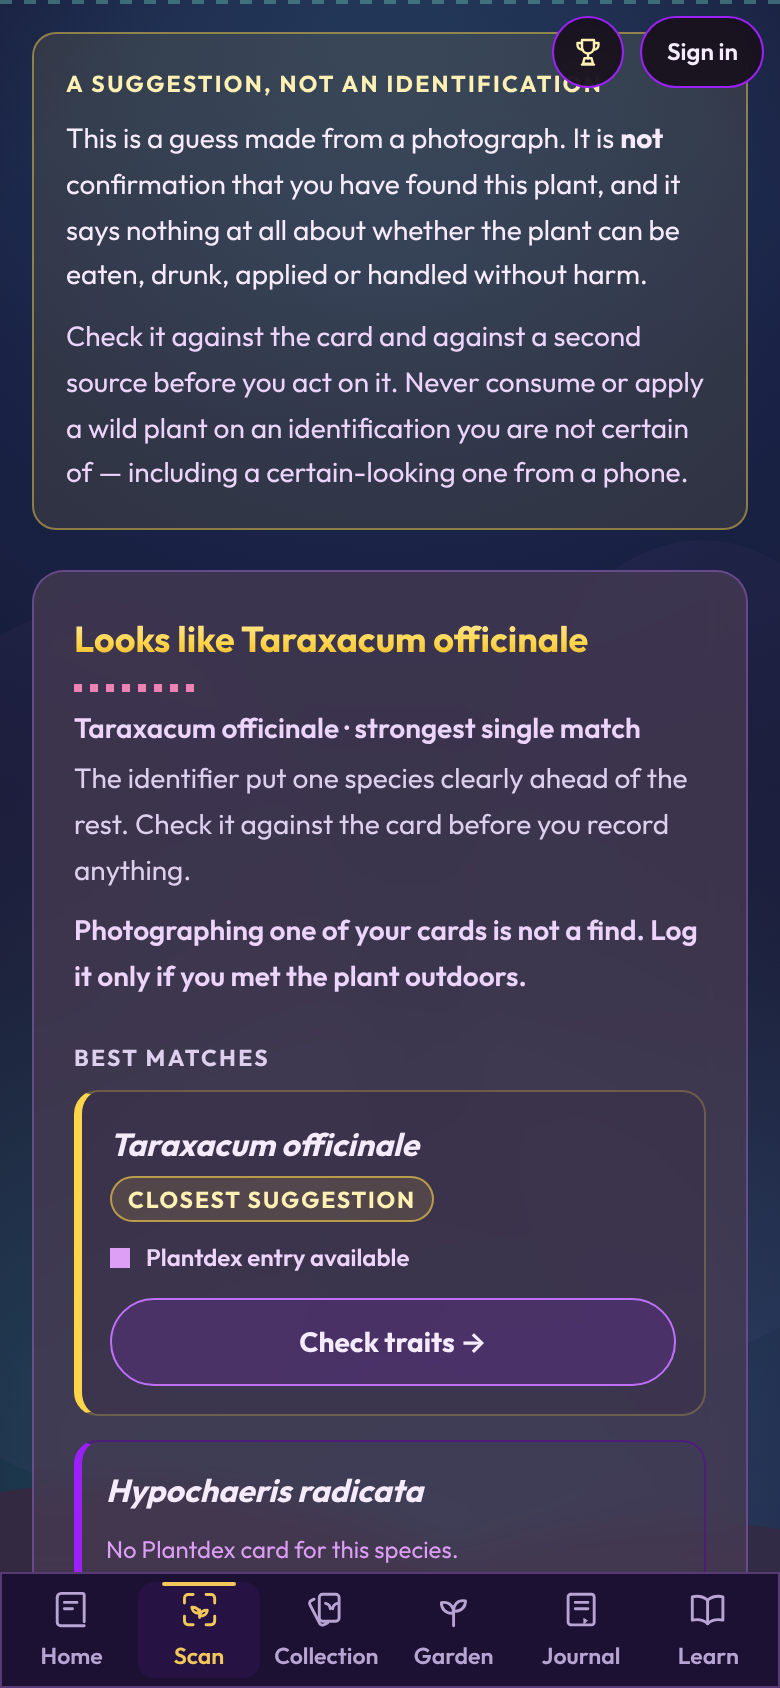 Sign in
A SUGGESTION, NOT AN IDENTIFICATION
This is a guess made from a photograph. It is not
confirmation that you have found this plant, and it
says nothing at all about whether the plant can be
eaten, drunk, applied or handled without harm.
Check it against the card and against a second
source before you act on it. Never consume or apply
a wild plant on an identification you are not certain
of — including a certain-looking one from a phone.
Looks like Taraxacum officinale
Taraxacum officinale · strongest single match
The identifier put one species clearly ahead of the
rest. Check it against the card before you record
anything.
Photographing one of your cards is not a find. Log
it only if you met the plant outdoors.
BEST MATCHES
Taraxacum officinale
CLOSEST SUGGESTION
Plantdex entry available
Check traits →
Hypochaeris radicata
No Plantdex card for this species.
Home
Scan
Collection
Garden
Journal
Learn